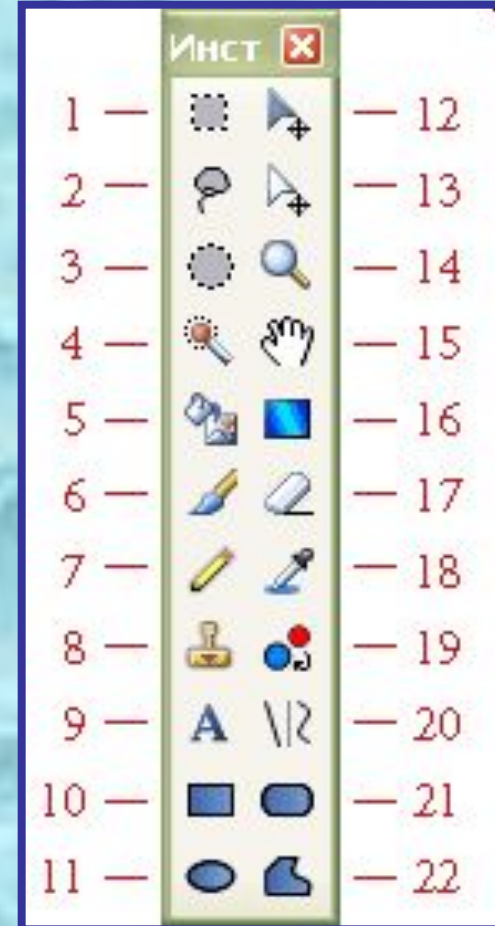 Инст
1 — — 12
2 — — 13
3 — — 14
4 — — 15
5 — — 16
6 — — 17
7 — — 18
8 — — 19
9 — A — 20
10 — — 21
11 — — 22